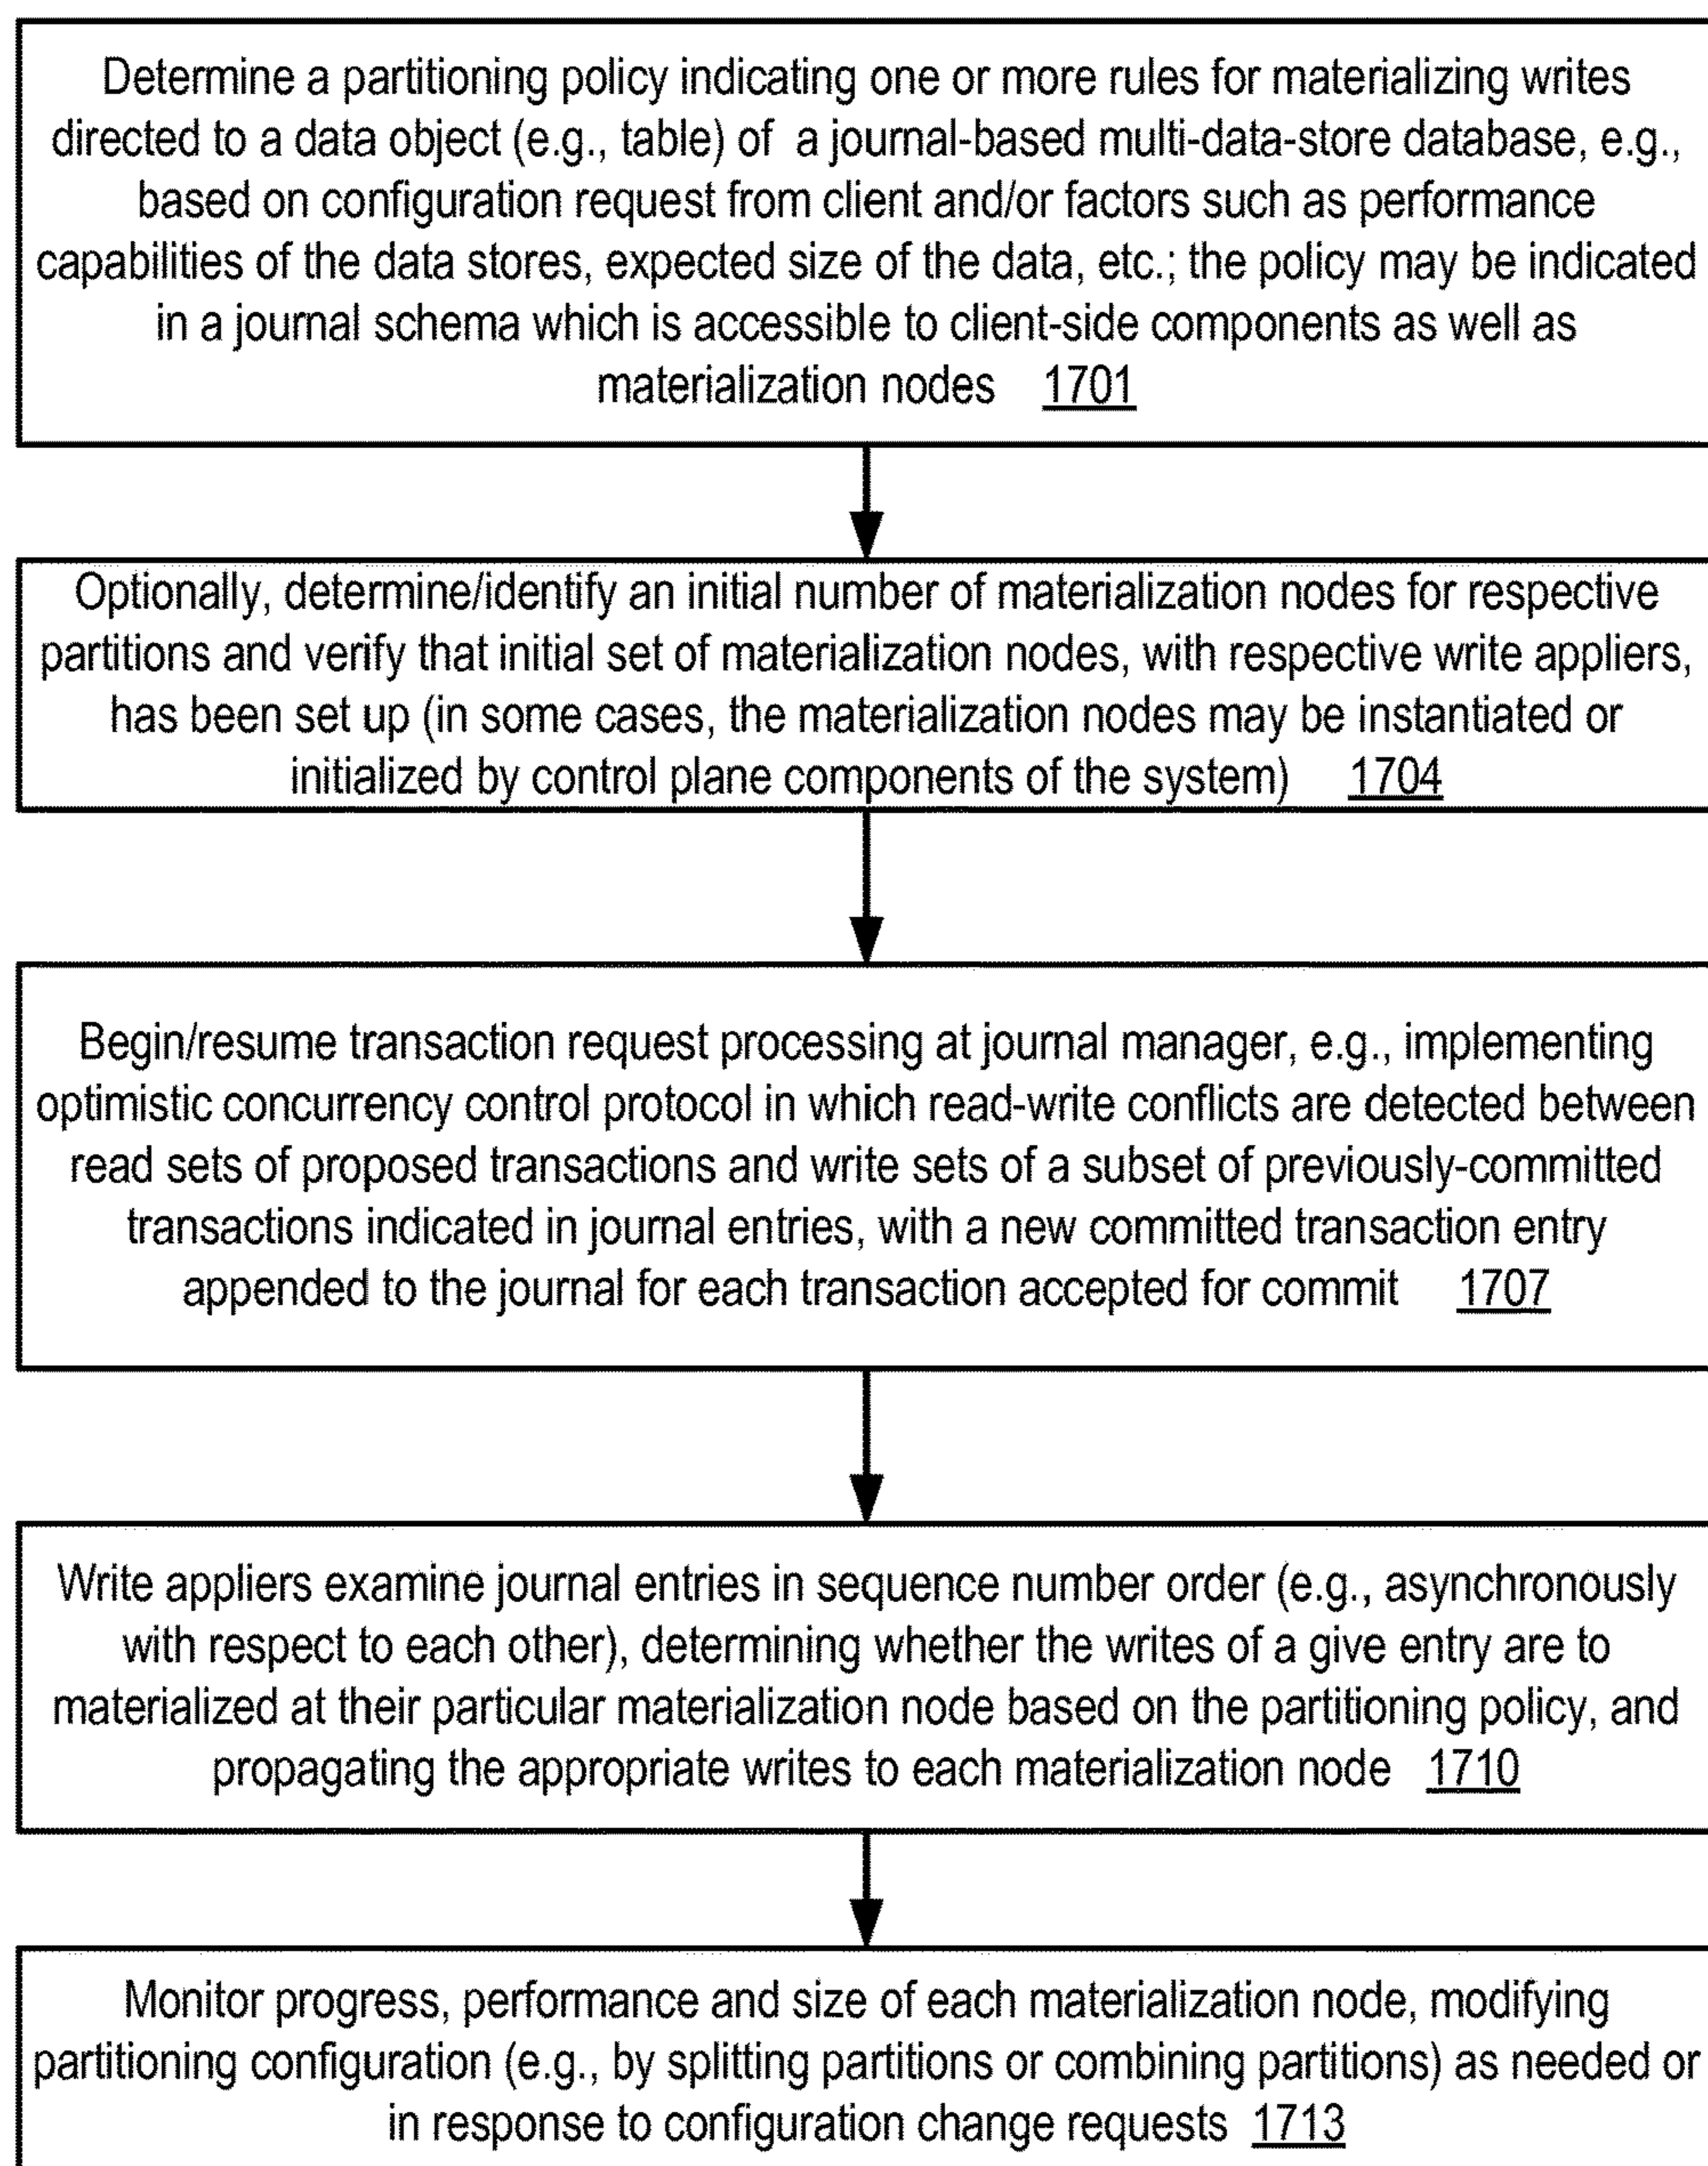 Determine a partitioning policy indicating one or more rules for materializing writes
directed to a data object (e.g., table) of a journal-based multi-data-store database, e.g.,
based on configuration request from client and/or factors such as performance
capabilities of the data stores, expected size of the data, etc.; the policy may be indicated
in a journal schema which is accessible to client-side components as well as
materialization nodes 1701
Optionally, determine/identify an initial number of materialization nodes for respective
partitions and verify that initial set of materialization nodes, with respective write appliers,
has been set up (in some cases, the materialization nodes may be instantiated or
initialized by control plane components of the system) 1704
Begin/resume transaction request processing at journal manager, e.g., implementing
optimistic concurrency control protocol in which read-write conflicts are detected between
read sets of proposed transactions and write sets of a subset of previously-committed
transactions indicated in journal entries, with a new committed transaction entry
appended to the journal for each transaction accepted for commit 1707
Write appliers examine journal entries in sequence number order (e.g., asynchronously
with respect to each other), determining whether the writes of a give entry are to
materialized at their particular materialization node based on the partitioning policy, and
propagating the appropriate writes to each materialization node 1710
Monitor progress, performance and size of each materialization node, modifying
partitioning configuration (e.g., by splitting partitions or combining partitions) as needed or
in response to configuration change requests 1713